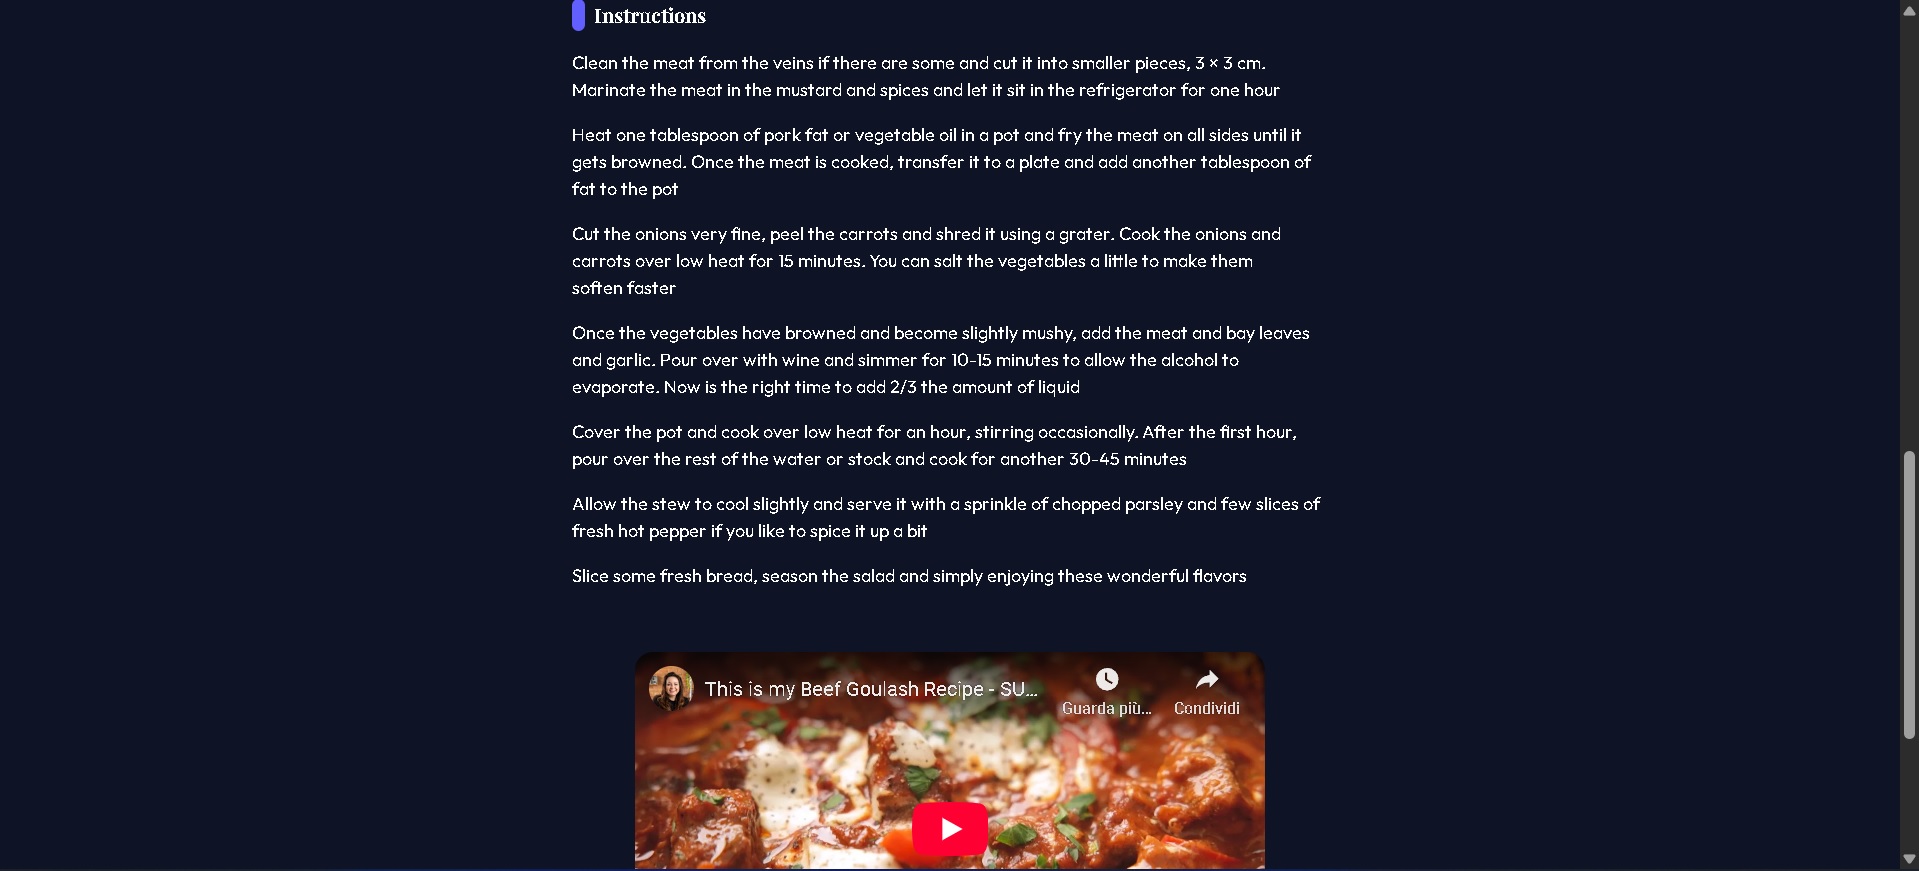 Instructions
Clean the meat from the veins if there are some and cut it into smaller pieces, 3 × 3 cm.
Marinate the meat in the mustard and spices and let it sit in the refrigerator for one hour
Heat one tablespoon of pork fat or vegetable oil in a pot and fry the meat on all sides until it
gets browned. Once the meat is cooked, transfer it to a plate and add another tablespoon of
fat to the pot
Cut the onions very fine, peel the carrots and shred it using a grater. Cook the onions and
carrots over low heat for 15 minutes. You can salt the vegetables a little to make them
soften faster
Once the vegetables have browned and become slightly mushy, add the meat and bay leaves
and garlic. Pour over with wine and simmer for 10-15 minutes to allow the alcohol to
evaporate. Now is the right time to add 2/3 the amount of liquid
Cover the pot and cook over low heat for an hour, stirring occasionally. After the first hour,
pour over the rest of the water or stock and cook for another 30-45 minutes
Allow the stew to cool slightly and serve it with a sprinkle of chopped parsley and few slices of
fresh hot pepper if you like to spice it up a bit
Slice some fresh bread, season the salad and simply enjoying these wonderful flavors
This is my Beef Goulash Recipe - SU...
Guarda più... Condividi